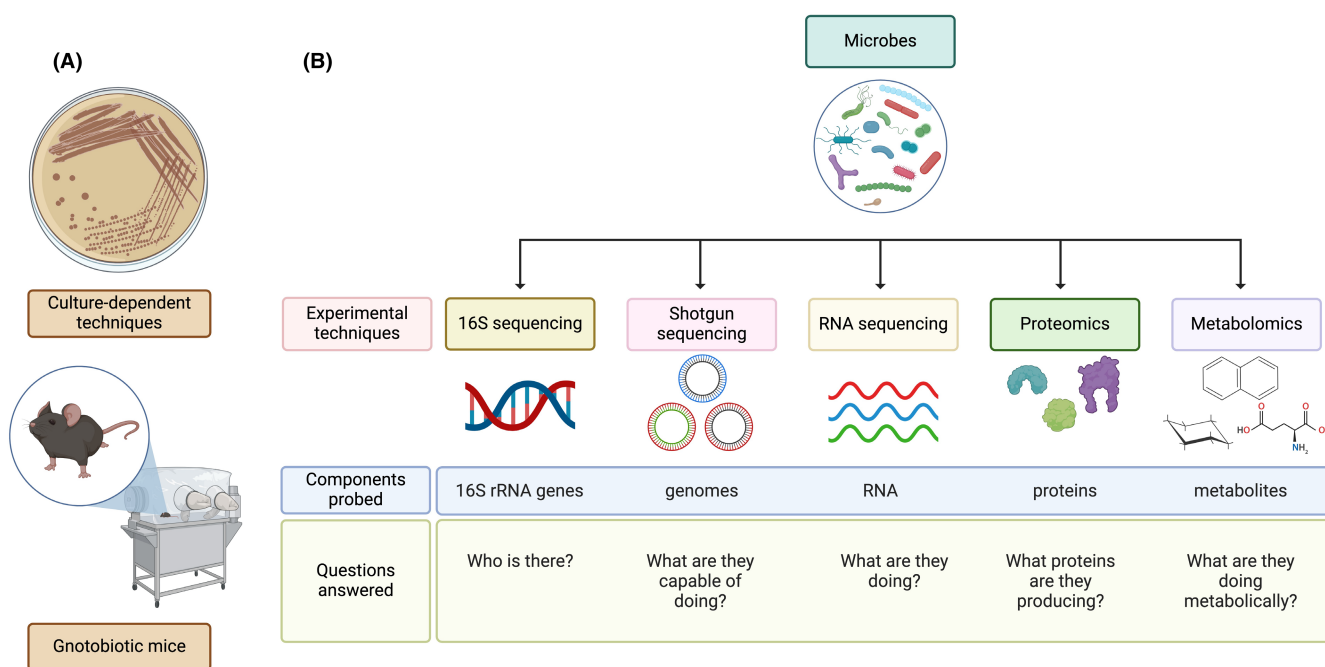 (A)
Culture-dependent
techniques
Gnotobiotic mice
(B)
Microbes
Experimental
techniques
16S sequencing
Shotgun
sequencing
RNA sequencing
Proteomics
Metabolomics
HO
O
O
O
NH2
Components
probed
16S rRNA genes
genomes
RNA
proteins
metabolites
Questions
answered
Who is there?
What are they
capable of
doing?
What are they
doing?
What proteins
are they
producing?
What are they
doing
metabolically?